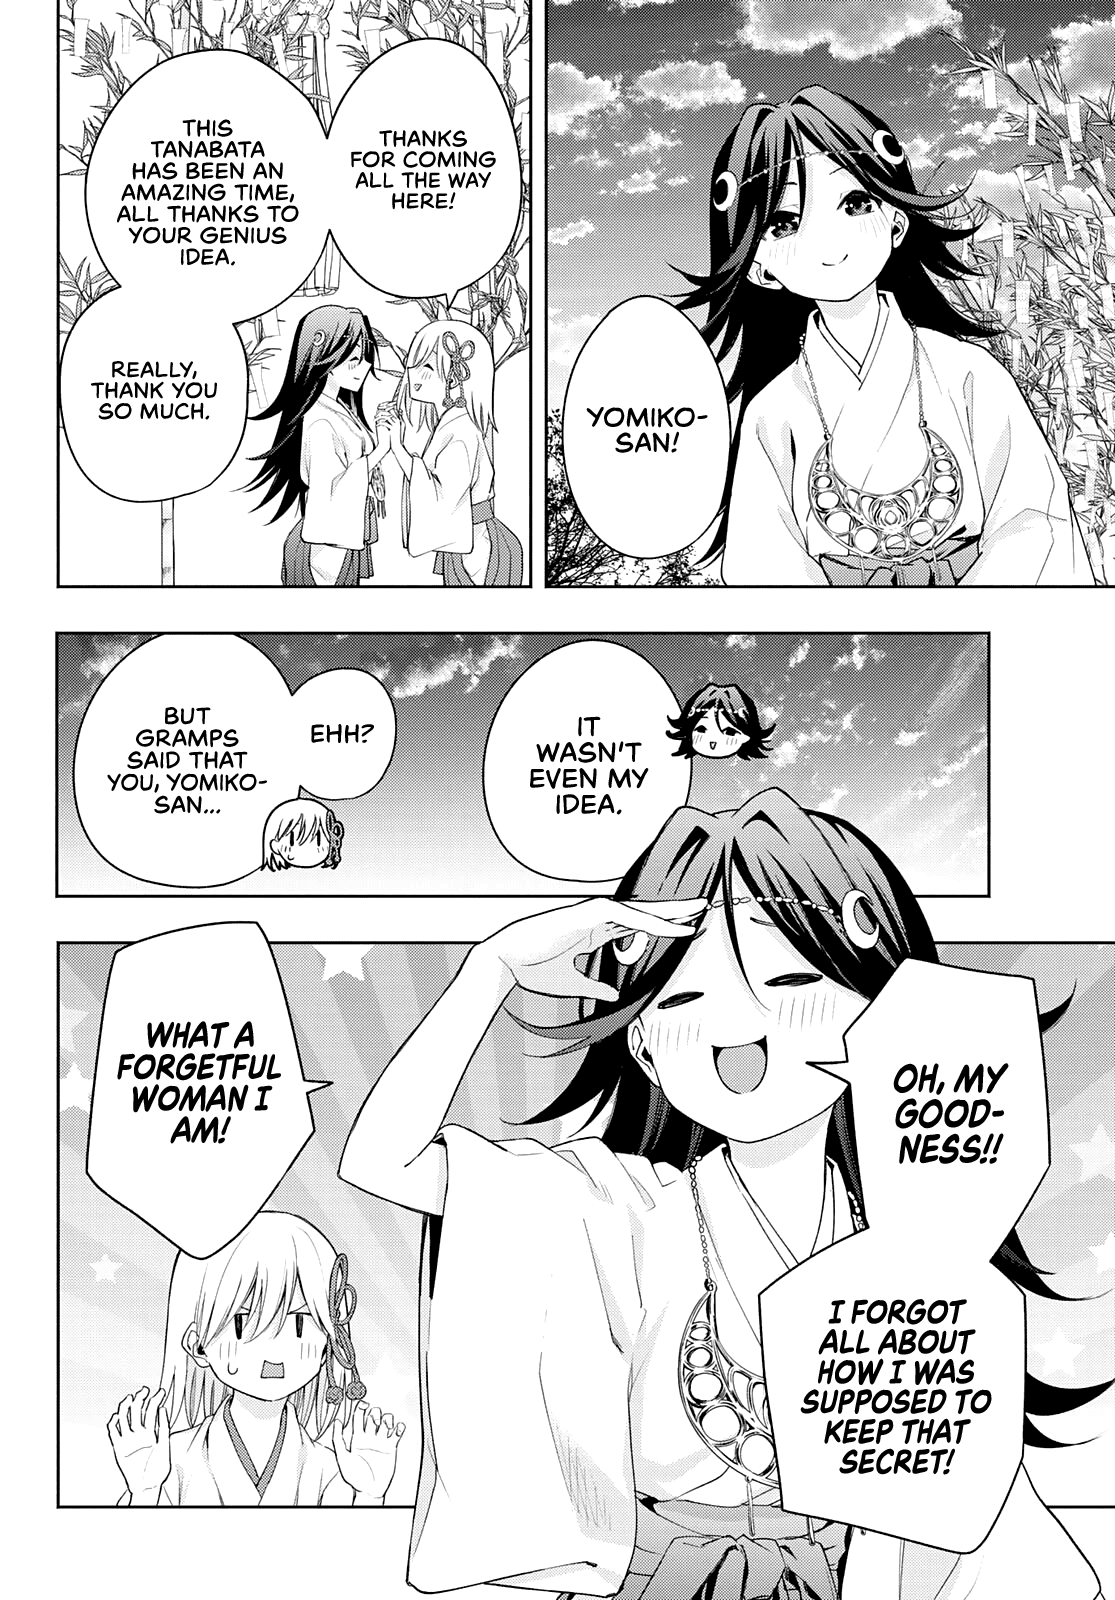 YOMIKO-
SAN!
THANKS
FOR COMING
ALL THE WAY
HERE!
THIS
TANABATA
HAS BEEN AN
AMAZING TIME,
ALL THANKS TO
YOUR GENIUS
IDEA.
REALLY,
THANK YOU
SO MUCH.
IT
WASN'T
EVEN MY
IDEA.
EHH?
BUT
GRAMPS
SAID THAT
YOU, YOMIKO-
SAN...
OH, MY
GOOD-
NESS!!
I FORGOT
ALL ABOUT
HOW I WAS
SUPPOSED TO
KEEP THAT
SECRET!
WHAT A
FORGETFUL
WOMAN I
AM!